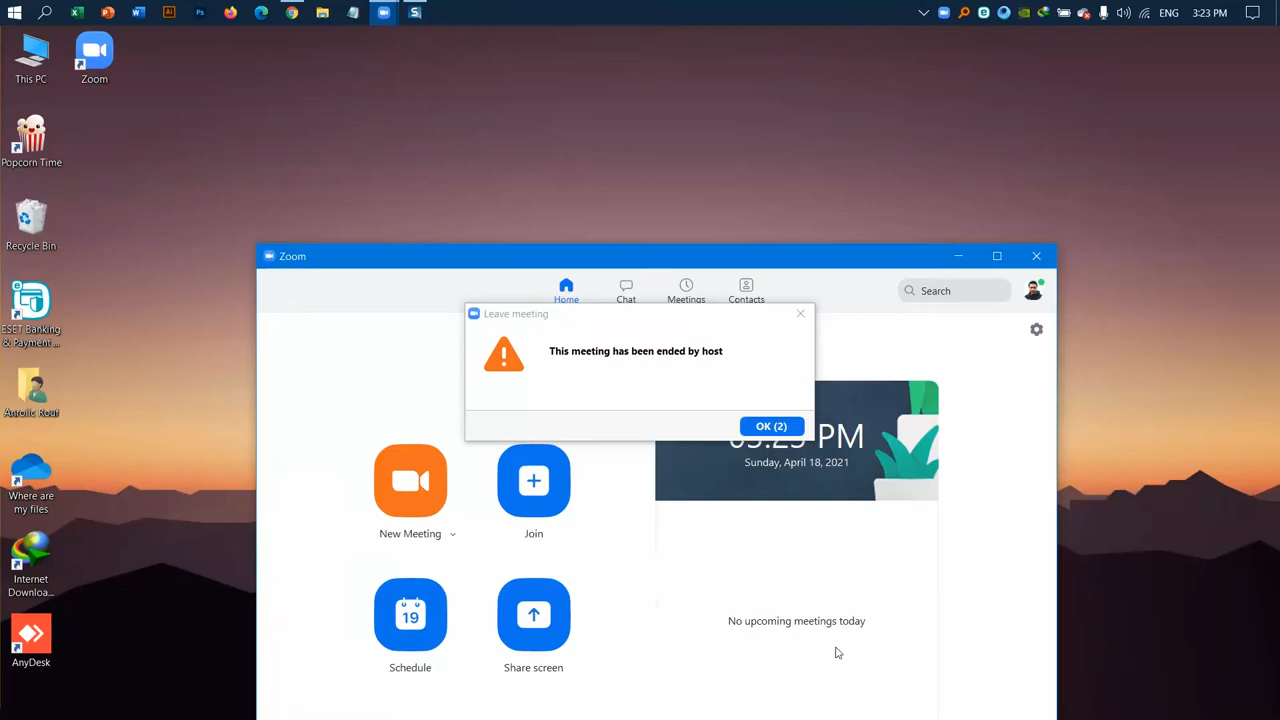 ENG 3:23 PM
This PC
Zoom
Popcorn Time
Recycle Bin
ESET Banking
& Payment ...
Anrolic Rouf
Where are
my files
Internet
Downloa...
AnyDesk
Zoom
Home
Chat
Meetings
Contacts
Search
Leave meeting
This meeting has been ended by host
OK (2)
PM
Sunday, April 18, 2021
New Meeting
Join
19
Schedule
Share screen
No upcoming meetings today